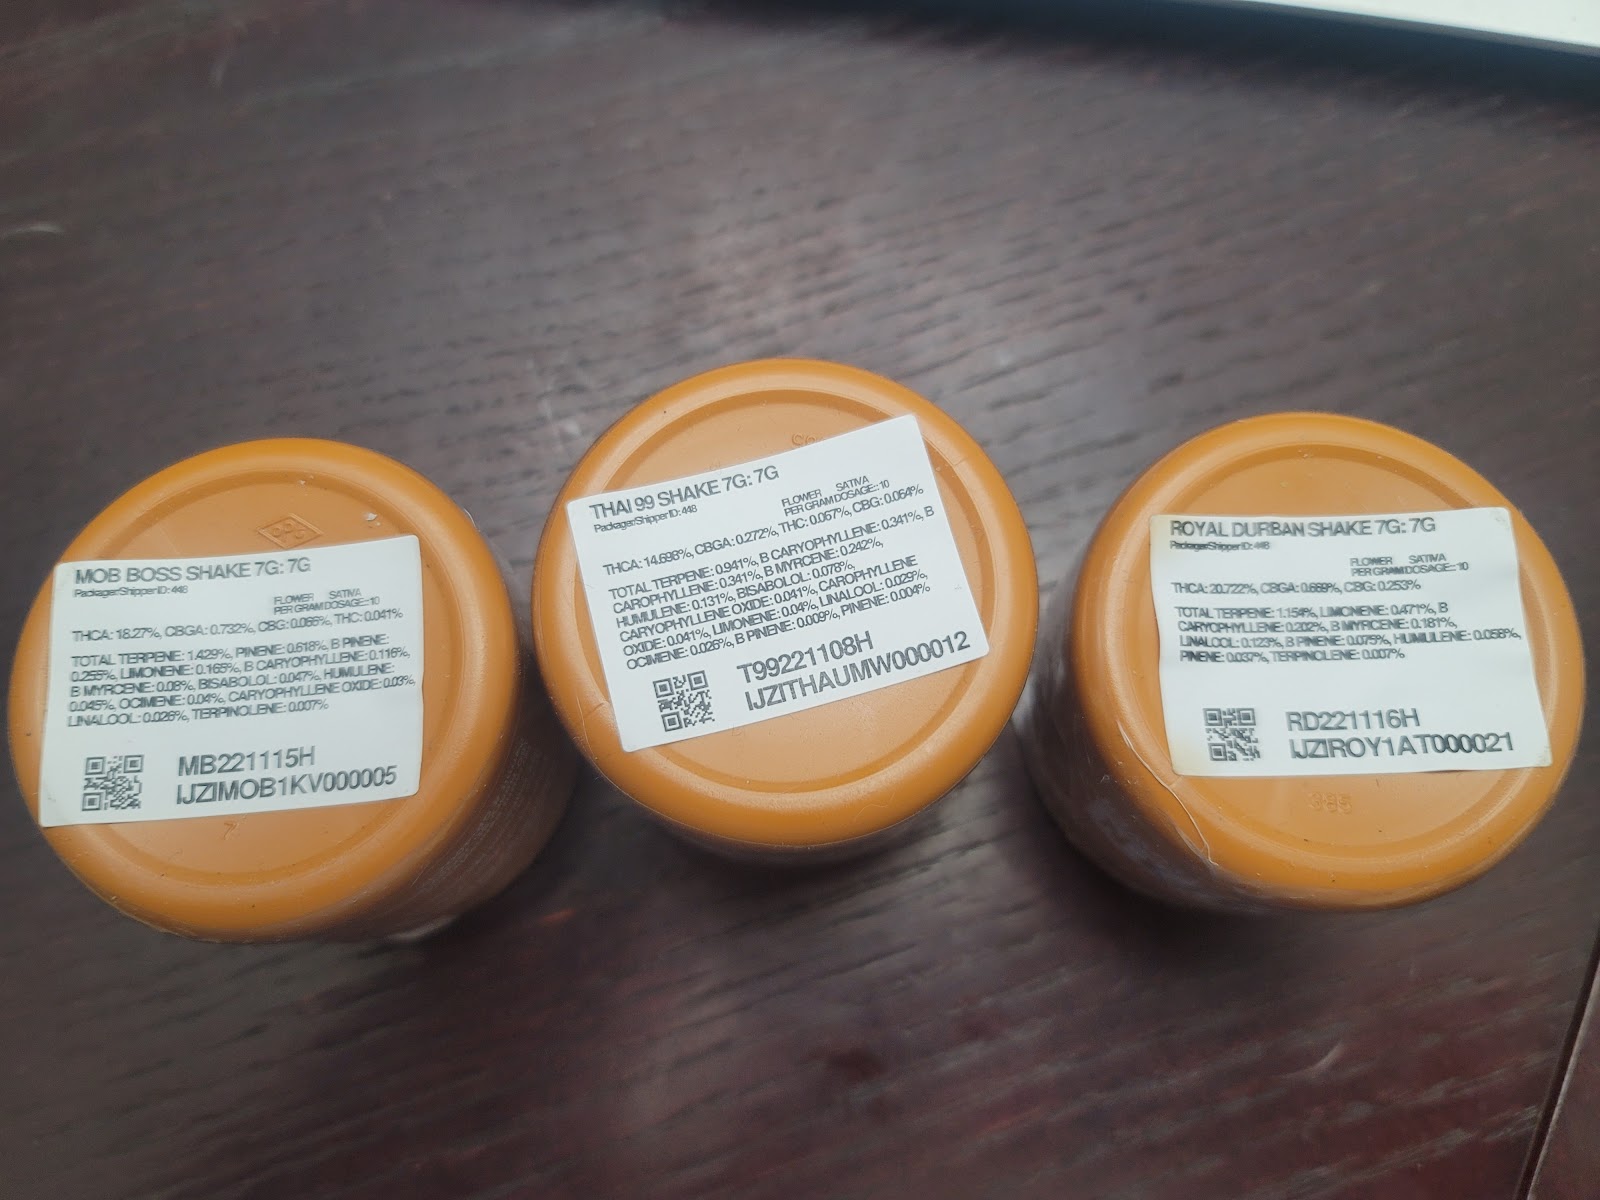 MOB BOSS SHAKE 7G: 7G
Packager/Shipper ID: 448
FLOWER SATIVA
PER GRAM DOSAGE:: 10
THCA: 18.27%, CBGA: 0.732%, CBG: 0.066%, THC: 0.041%
TOTAL TERPENE: 1.429%, PINENE: 0.618%, B PINENE:
0.255%, LIMONENE: 0.165%, B CARYOPHYLLENE: 0.116%,
B MYRCENE: 0.08%, BISABOLOL: 0.047%, HUMULENE:
0.045%, OCIMENE: 0.04%, CARYOPHYLLENE OXIDE: 0.03%,
LINALOOL: 0.026%, TERPINOLENE: 0.007%
MB221115H
IJZIMOB1KV000005
THAI 99 SHAKE 7G: 7G
Packager/Shipper ID: 448
FLOWER SATIVA
PER GRAM DOSAGE:: 10
THCA: 14.698%, CBGA: 0.272%, THC: 0.067%, CBG: 0.064%
TOTAL TERPENE: 0.941%, B CARYOPHYLLENE: 0.341%, B
CAROPHYLLENE: 0.341%, B MYRCENE: 0.242%,
HUMULENE: 0.131%, BISABOLOL: 0.078%,
CARYOPHYLLENE OXIDE: 0.041%, CAROPHYLLENE
OXIDE: 0.041%, LIMONENE: 0.04%, LINALOOL: 0.029%,
OCIMENE: 0.026%, B PINENE: 0.009%, PINENE: 0.004%
T99221108H
IJZITHAUMW000012
ROYAL DURBAN SHAKE 7G: 7G
Packager/Shipper ID: 448
FLOWER SATIVA
PER GRAM DOSAGE:: 10
THCA: 20.722%, CBGA: 0.669%, CBG: 0.253%
TOTAL TERPENE: 1.154%, LIMONENE: 0.471%, B
CARYOPHYLLENE: 0.202%, B MYRCENE: 0.181%,
LINALOOL: 0.123%, B PINENE: 0.075%, HUMULENE: 0.058%,
PINENE: 0.037%, TERPINOLENE: 0.007%
RD221116H
IJZIROY1AT000021
385